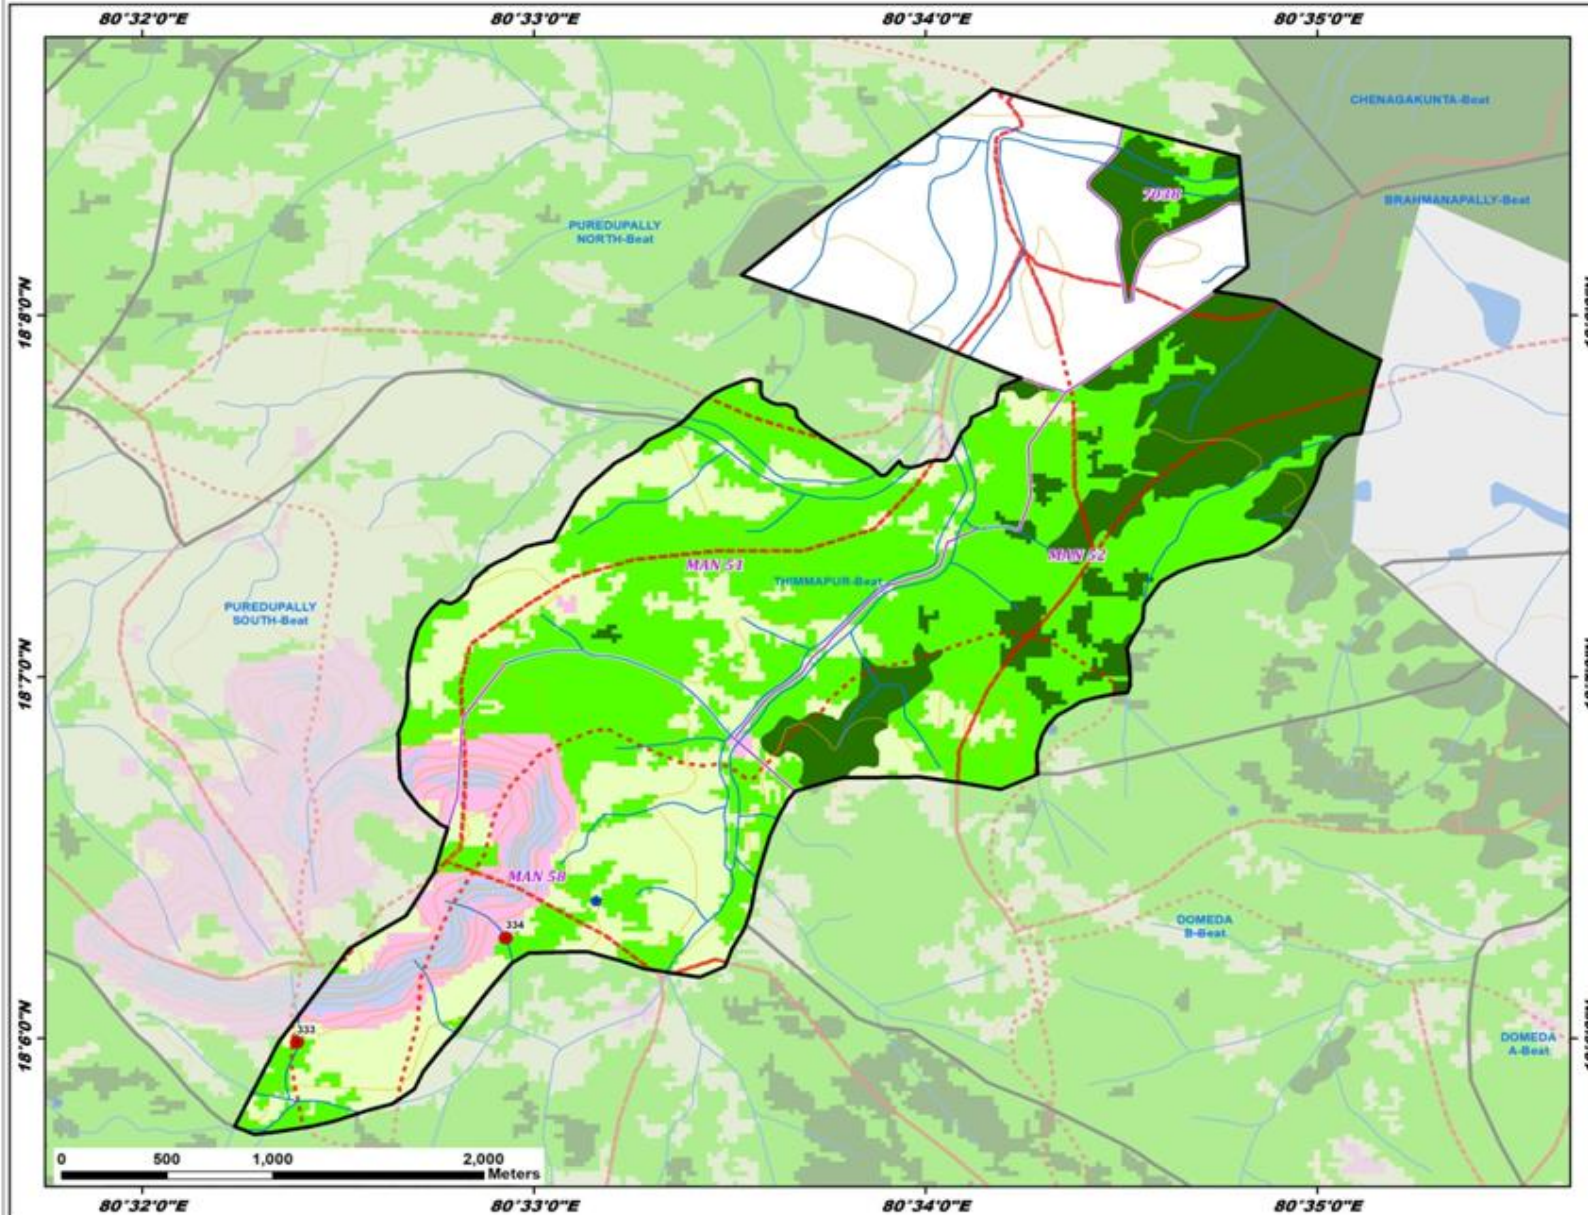 80°32'0"E
80°33'0"E
80°34'0"E
80°35'0"E
CHENAGAKUNTA-Beat
703B
BRAHMANAPALLY-Beat
PUREDUPALLY
NORTH-Beat
18°8'0"N
MAN 51
MAN 52
THIMMAPUR-Beat
PUREDUPALLY
SOUTH-Beat
18°7'0"N
MAN 58
334
DOMEDA
B-Beat
333
18°6'0"N
DOMEDA
A-Beat
0
500
1,000
2,000
Meters
80°32'0"E
80°33'0"E
80°34'0"E
80°35'0"E